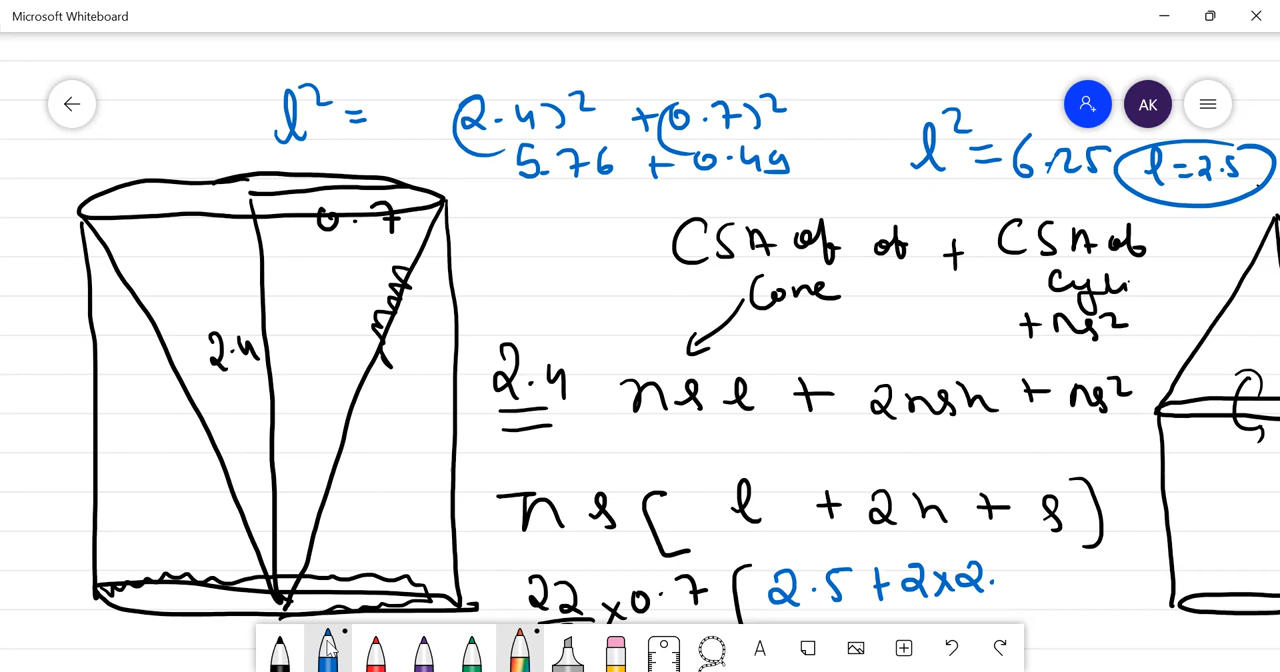 Microsoft Whiteboard
AK
l² = (2.4)² + (0.7)²
5.76 + 0.49
l² = 6.25
l = 2.5
0.7
2.4
CSA of of + CSA of
Cone
Cyli
+ πr²
2.4
πrl + 2πrh + πr²
πr [ l + 2h + r ]
22 × 0.7 [ 2.5 + 2×2.
A